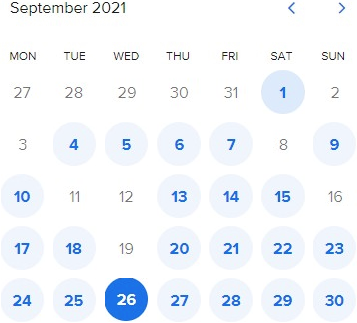 September 2021
MON TUE WED THU FRI SAT SUN
27 28 29 30 31 1 2
3 4 5 6 7 8 9
10 11 12 13 14 15 16
17 18 19 20 21 22 23
24 25 26 27 28 29 30